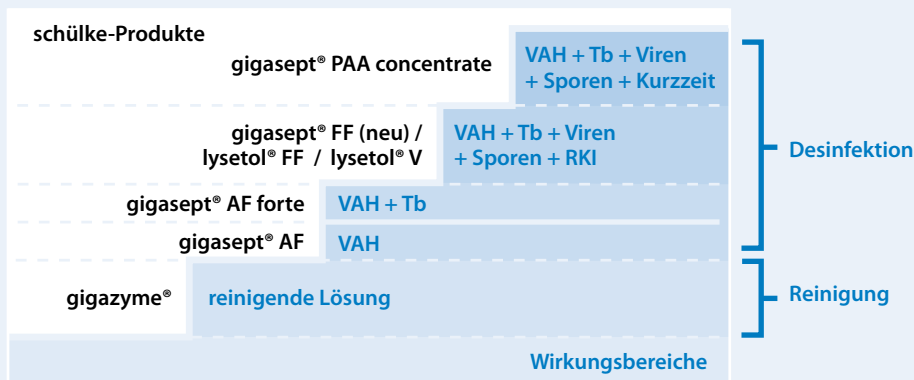 schülke-Produkte
gigasept® PAA concentrate
VAH + Tb + Viren
+ Sporen + Kurzzeit
gigasept® FF (neu) /
lysetol® FF / lysetol® V
VAH + Tb + Viren
+ Sporen + RKI
Desinfektion
gigasept® AF forte
VAH + Tb
gigasept® AF
VAH
gigazyme®
reinigende Lösung
Reinigung
Wirkungsbereiche